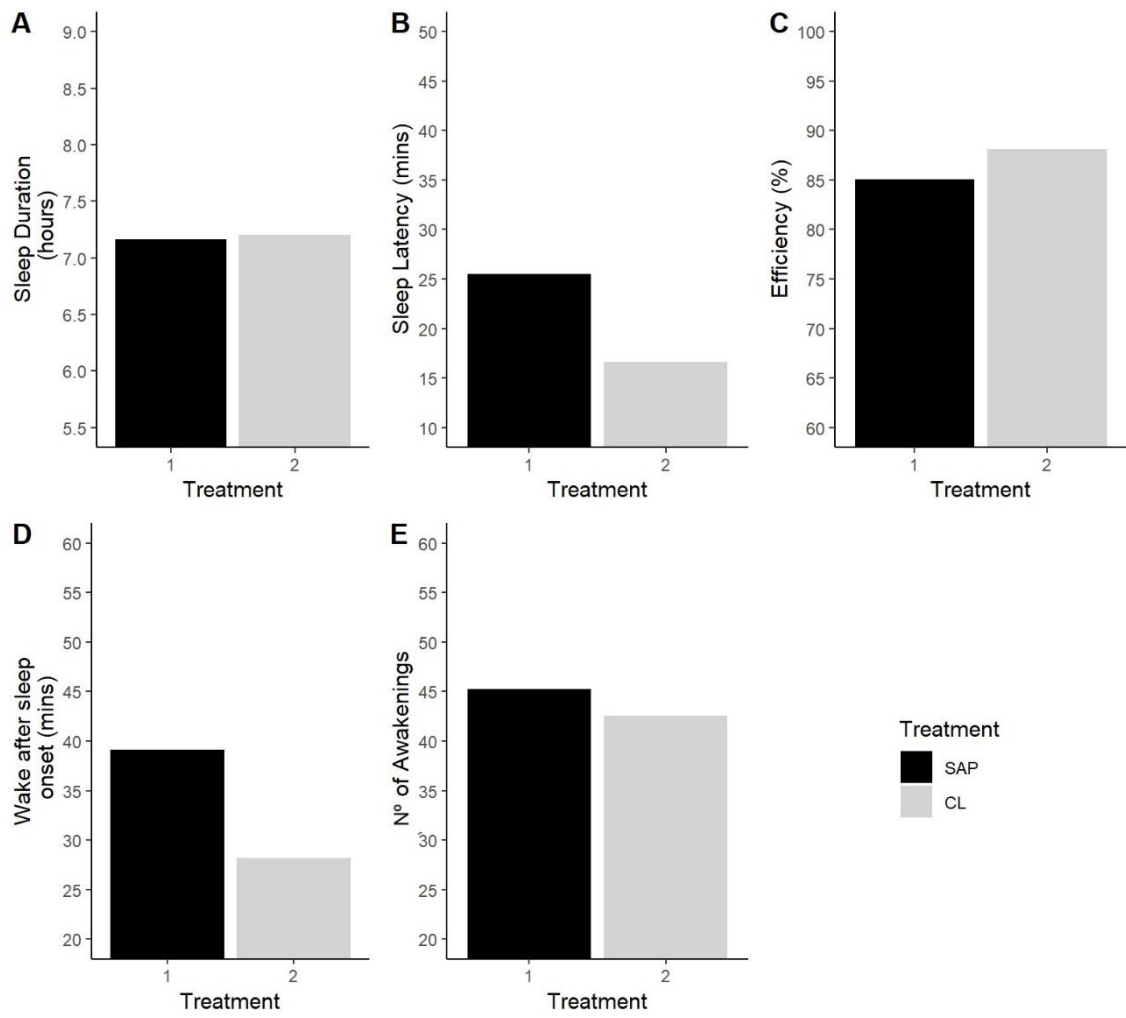 A
Sleep Duration
(hours)
9.0
8.5
8.0
7.5
7.0
6.5
6.0
5.5
1
2
Treatment
B
Sleep Latency (mins)
50
45
40
35
30
25
20
15
10
1
2
Treatment
C
Efficiency (%)
100
95
90
85
80
75
70
65
60
1
2
Treatment
D
Wake after sleep
onset (mins)
60
55
50
45
40
35
30
25
20
1
2
Treatment
E
Nº of Awakenings
60
55
50
45
40
35
30
25
20
1
2
Treatment
Treatment
SAP
CL